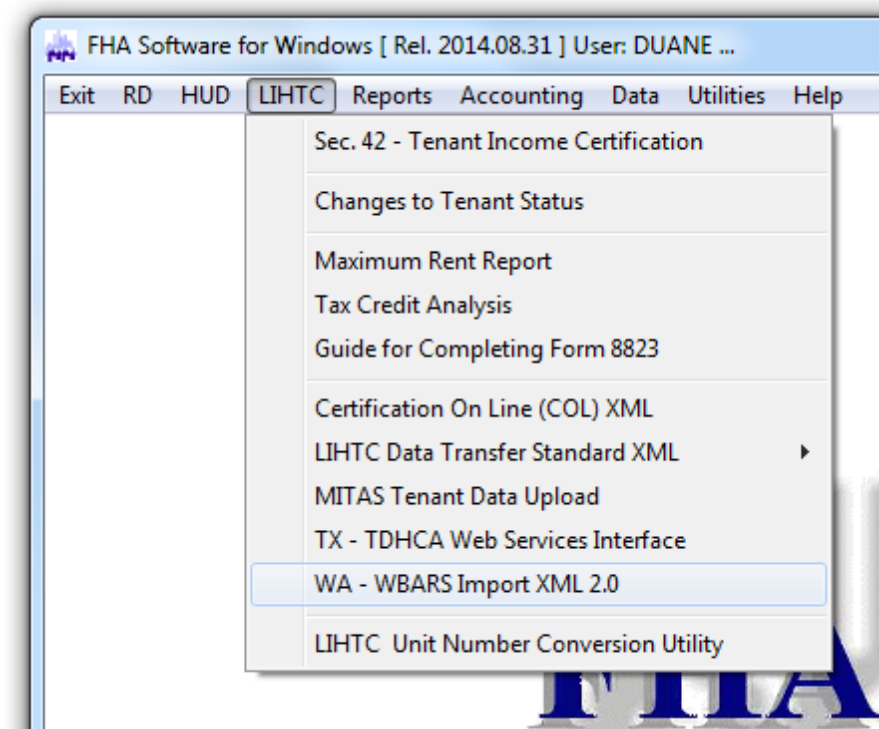 FHA Software for Windows [ Rel. 2014.08.31 ] User: DUANE ...
Exit RD HUD LIHTC Reports Accounting Data Utilities Help
Sec. 42 - Tenant Income Certification
Changes to Tenant Status
Maximum Rent Report
Tax Credit Analysis
Guide for Completing Form 8823
Certification On Line (COL) XML
LIHTC Data Transfer Standard XML
MITAS Tenant Data Upload
TX - TDHCA Web Services Interface
WA - WBARS Import XML 2.0
LIHTC  Unit Number Conversion Utility
FHA